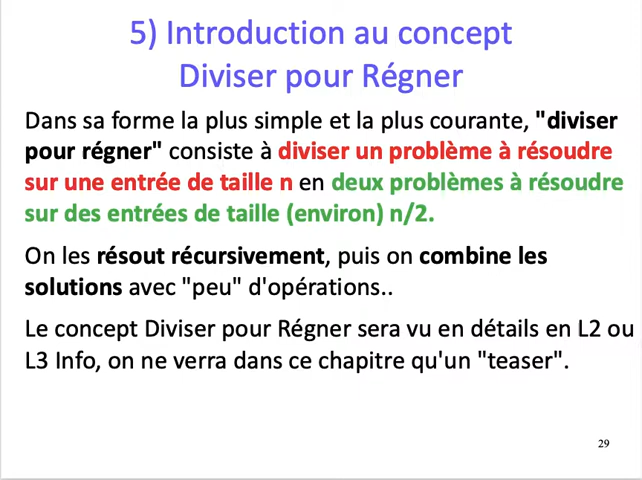 5) Introduction au concept
Diviser pour Régner
Dans sa forme la plus simple et la plus courante, "diviser
pour régner" consiste à diviser un problème à résoudre
sur une entrée de taille n en deux problèmes à résoudre
sur des entrées de taille (environ) n/2.
On les résout récursivement, puis on combine les
solutions avec "peu" d'opérations..
Le concept Diviser pour Régner sera vu en détails en L2 ou
L3 Info, on ne verra dans ce chapitre qu'un "teaser".
29